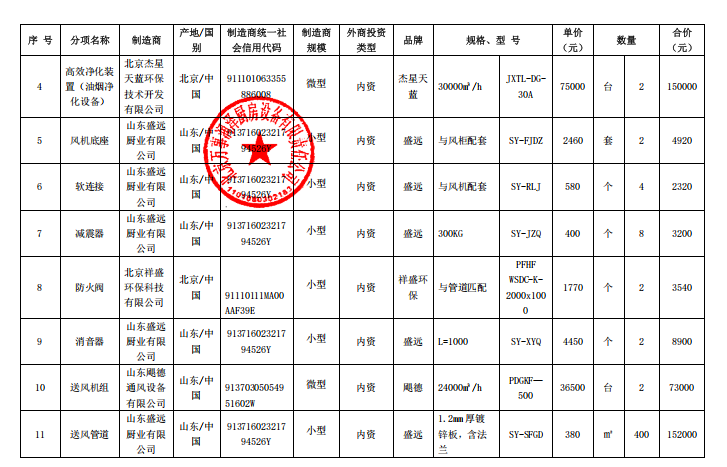 序 号 分项名称 制造商 产地/国别 制造商统一社会信用代码 制造商规模 外商投资类型 品牌 规格、型 号 单价（元） 数量 合价（元）
4 高效净化装置（油烟净化设备） 北京杰星天蓝环保技术开发有限公司 北京/中国 911101063355886008 微型 内资 杰星天蓝 30000m³/h JXTL-DG-30A 75000 台 2 150000
5 风机底座 山东盛远厨业有限公司 山东/中国 91371602321794526Y 小型 内资 盛远 与风柜配套 SY-FJDZ 2460 套 2 4920
6 软连接 山东盛远厨业有限公司 山东/中国 91371602321794526Y 小型 内资 盛远 与风机配套 SY-RLJ 580 个 4 2320
7 减震器 山东盛远厨业有限公司 山东/中国 91371602321794526Y 小型 内资 盛远 300KG SY-JZQ 400 个 8 3200
8 防火阀 北京祥盛环保科技有限公司 北京/中国 91110111MA00AAF39E 小型 内资 祥盛环保 与管道匹配 PFHFWSDC-K-2000x1000 1770 个 2 3540
9 消音器 山东盛远厨业有限公司 山东/中国 91371602321794526Y 小型 内资 盛远 L=1000 SY-XYQ 4450 个 2 8900
10 送风机组 山东飓德通风设备有限公司 山东/中国 91370305054951602W 微型 内资 飓德 24000m³/h PDGKF—500 36500 台 2 73000
11 送风管道 山东盛远厨业有限公司 山东/中国 91371602321794526Y 小型 内资 盛远 1.2mm厚镀锌板，含法兰 SY-SFGD 380 ㎡ 400 152000